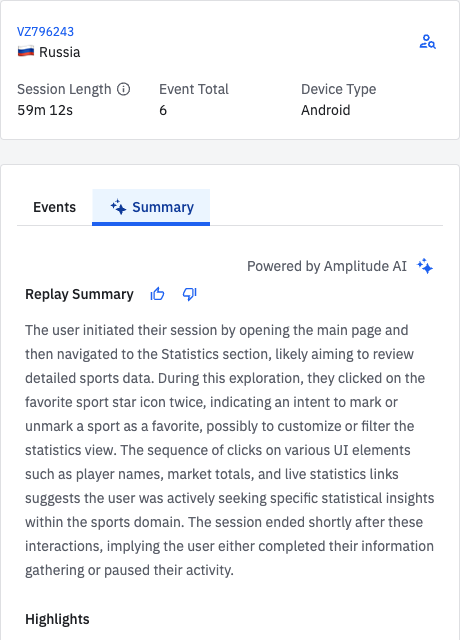 VZ796243
Russia
Session Length Event Total Device Type
59m 12s 6 Android
Events Summary
Powered by Amplitude AI
Replay Summary
The user initiated their session by opening the main page and
then navigated to the Statistics section, likely aiming to review
detailed sports data. During this exploration, they clicked on the
favorite sport star icon twice, indicating an intent to mark or
unmark a sport as a favorite, possibly to customize or filter the
statistics view. The sequence of clicks on various UI elements
such as player names, market totals, and live statistics links
suggests the user was actively seeking specific statistical insights
within the sports domain. The session ended shortly after these
interactions, implying the user either completed their information
gathering or paused their activity.
Highlights